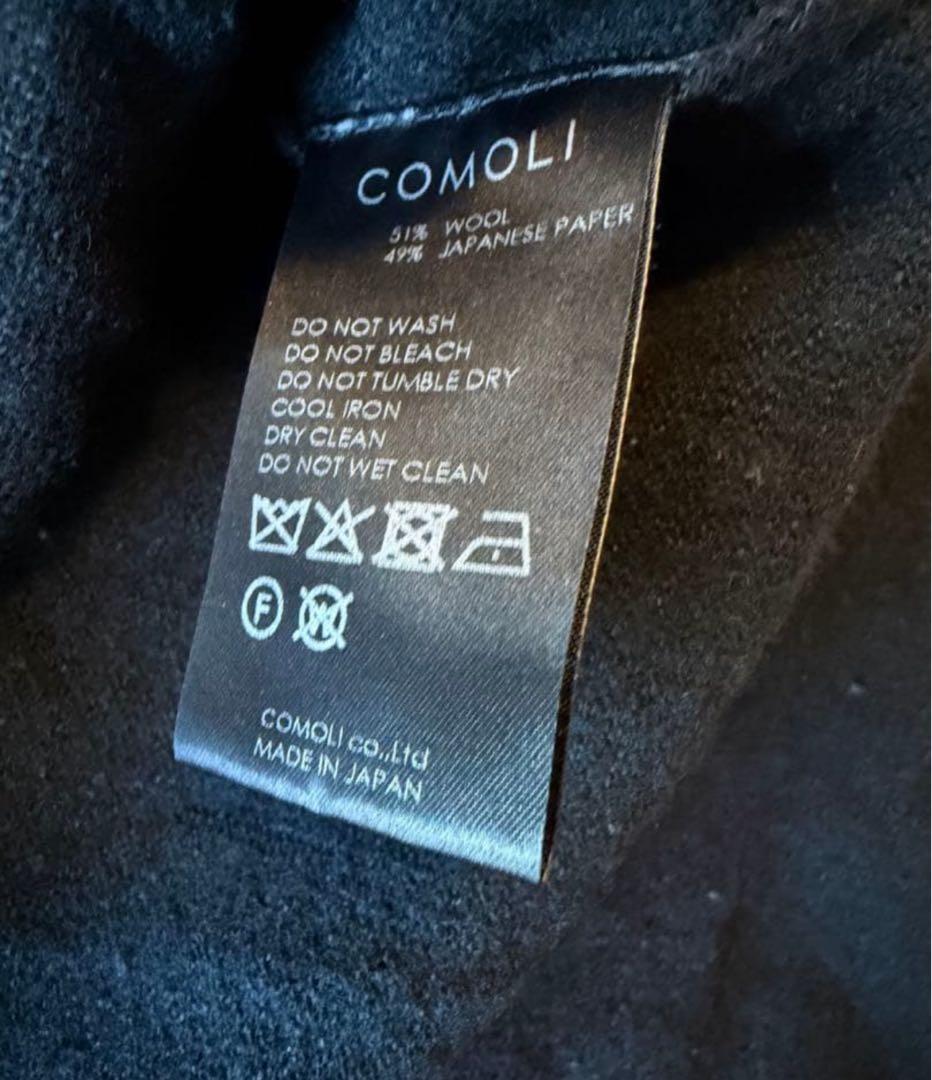 COMOLI
51% WOOL
49% JAPANESE PAPER
DO NOT WASH
DO NOT BLEACH
DO NOT TUMBLE DRY
COOL IRON
DRY CLEAN
DO NOT WET CLEAN
F W
COMOLI co.,Ltd
MADE IN JAPAN